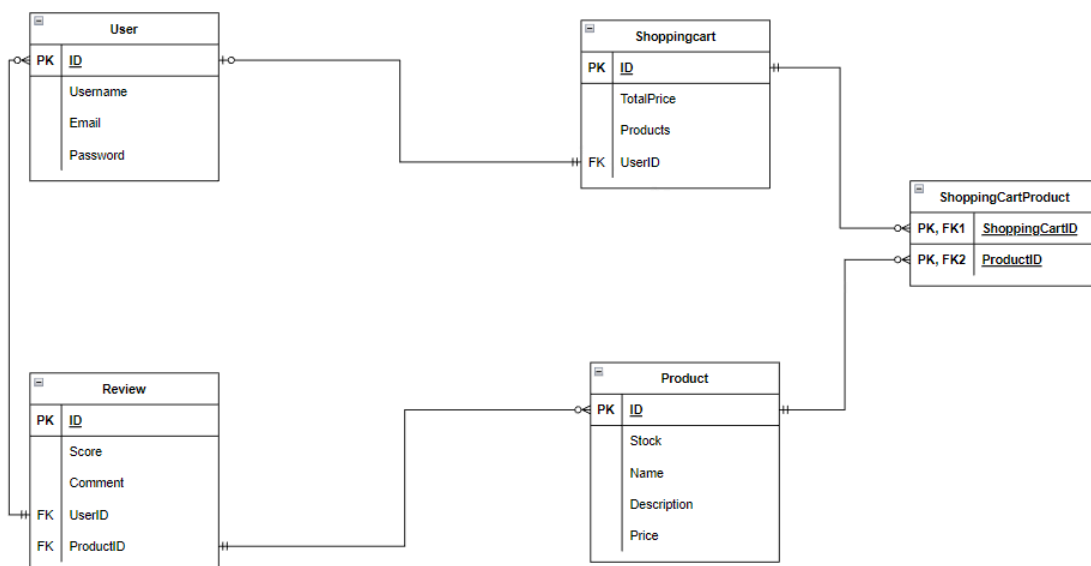 User
PK ID
Username
Email
Password
Shoppingcart
PK ID
TotalPrice
Products
FK UserID
ShoppingCartProduct
PK, FK1 ShoppingCartID
PK, FK2 ProductID
Review
PK ID
Score
Comment
FK UserID
FK ProductID
Product
PK ID
Stock
Name
Description
Price